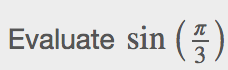 Evaluate sin (π/3)